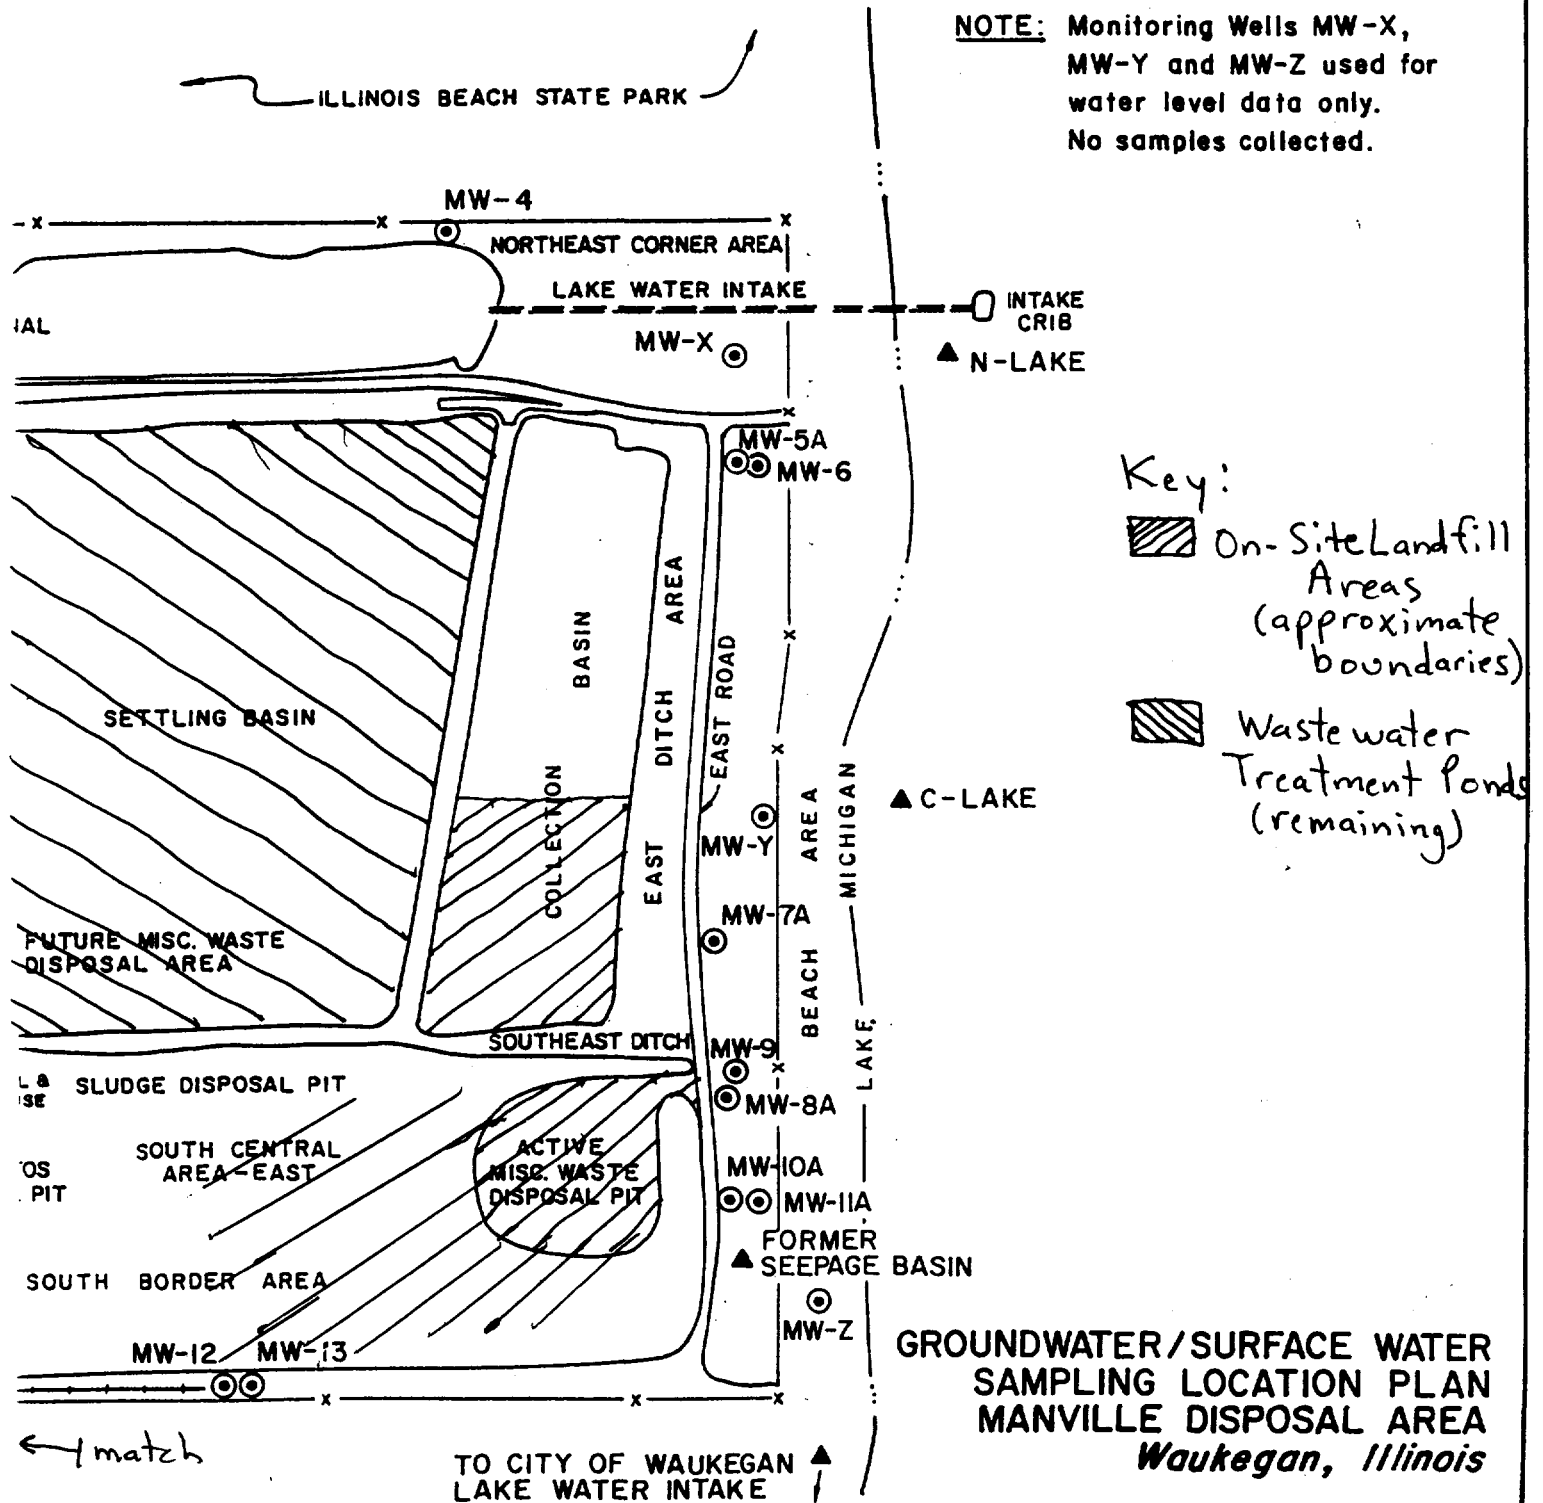 NOTE: Monitoring Wells MW-X,
MW-Y and MW-Z used for
water level data only.
No samples collected.
ILLINOIS BEACH STATE PARK
MW-4
NORTHEAST CORNER AREA
LAKE WATER INTAKE
INTAKE
CRIB
IAL
MW-X
N-LAKE
MW-5A
MW-6
Key:
On-Site Landfill
Areas
(approximate
boundaries)
Wastewater
Treatment Ponds
(remaining)
SETTLING BASIN
COLLECTION BASIN
EAST DITCH AREA
EAST ROAD
BEACH AREA
LAKE MICHIGAN
C-LAKE
MW-Y
MW-7A
FUTURE MISC. WASTE
DISPOSAL AREA
SOUTHEAST DITCH
MW-9
MW-8A
L &
SE
SLUDGE DISPOSAL PIT
SOUTH CENTRAL
AREA-EAST
OS
PIT
ACTIVE
MISC. WASTE
DISPOSAL PIT
MW-10A
MW-11A
FORMER
SEEPAGE BASIN
SOUTH BORDER AREA
MW-Z
MW-12 MW-13
GROUNDWATER/SURFACE WATER
SAMPLING LOCATION PLAN
MANVILLE DISPOSAL AREA
Waukegan, Illinois
match
TO CITY OF WAUKEGAN
LAKE WATER INTAKE